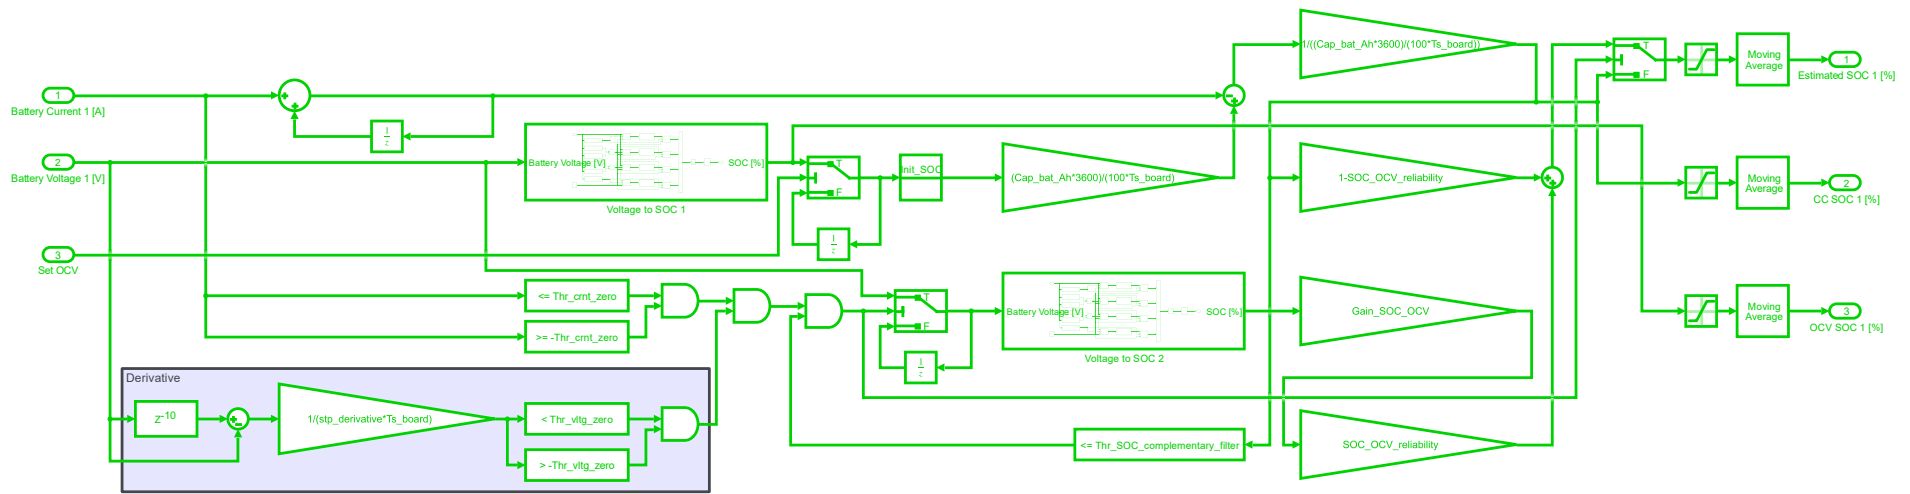 1/((Cap_bat_Ah*3600)/(100*Ts_board))
T
F
Moving
Average
1
Estimated SOC 1 [%]
1
Battery Current 1 [A]
1
z
2
Battery Voltage 1 [V]
Battery Voltage [V]
SOC [%]
Voltage to SOC 1
T
F
Init_SOC
(Cap_bat_Ah*3600)/(100*Ts_board)
1-SOC_OCV_reliability
Moving
Average
2
CC SOC 1 [%]
1
z
3
Set OCV
<= Thr_crnt_zero
>= -Thr_crnt_zero
T
F
1
z
Battery Voltage [V]
SOC [%]
Voltage to SOC 2
Gain_SOC_OCV
Moving
Average
3
OCV SOC 1 [%]
Derivative
Z-10
1/(stp_derivative*Ts_board)
< Thr_vltg_zero
> -Thr_vltg_zero
<= Thr_SOC_complementary_filter
SOC_OCV_reliability